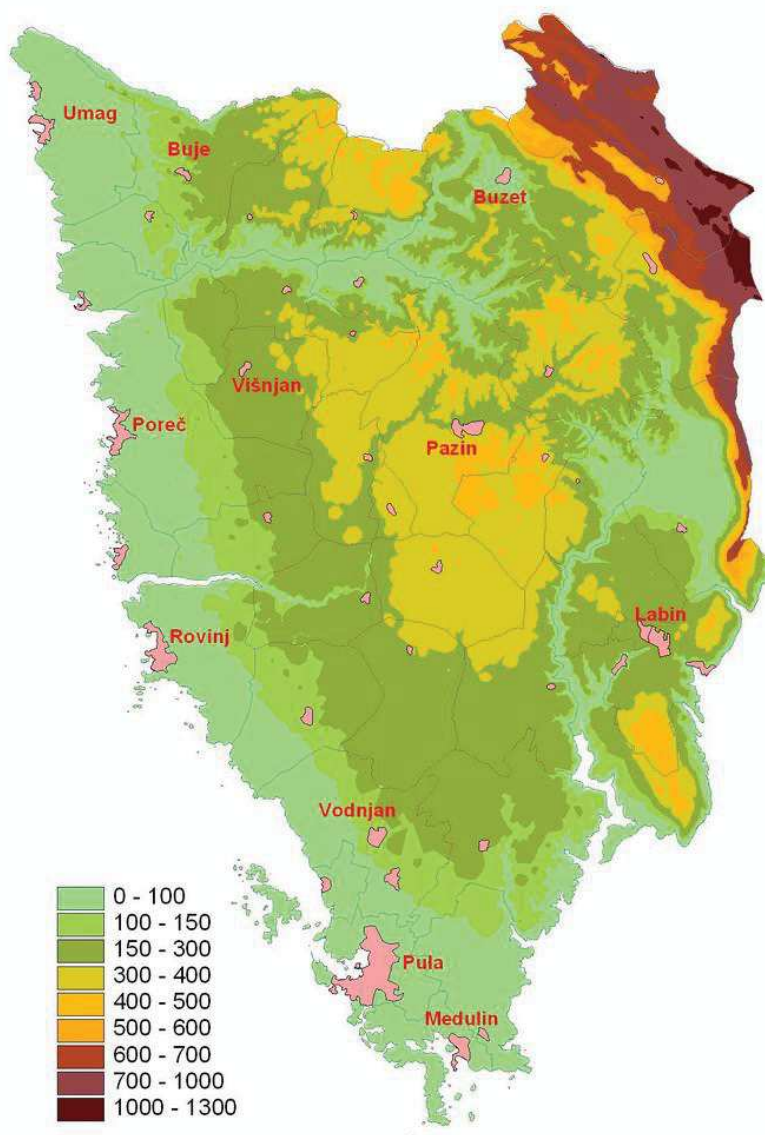 Umag
Buje
Buzet
Višnjan
Poreč
Pazin
Rovinj
Labin
Vodnjan
Pula
Medulin
0 - 100
100 - 150
150 - 300
300 - 400
400 - 500
500 - 600
600 - 700
700 - 1000
1000 - 1300